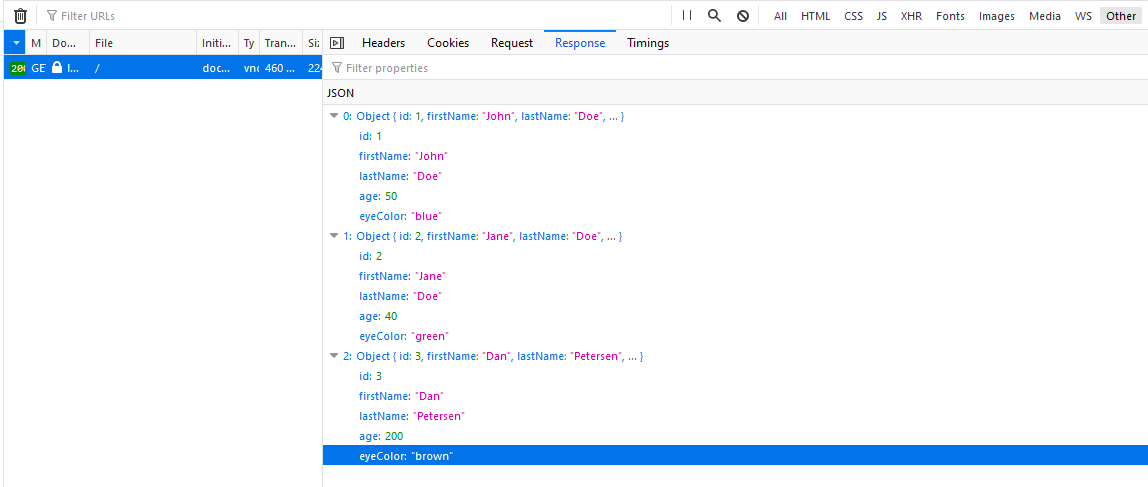 Filter URLs
All HTML CSS JS XHR Fonts Images Media WS Other
M Do... File Initi... Ty Tran... Siz
Headers Cookies Request Response Timings
200 GE l... / doc... vnd 460 ... 224
Filter properties
JSON
0: Object { id: 1, firstName: "John", lastName: "Doe", ... }
id: 1
firstName: "John"
lastName: "Doe"
age: 50
eyeColor: "blue"
1: Object { id: 2, firstName: "Jane", lastName: "Doe", ... }
id: 2
firstName: "Jane"
lastName: "Doe"
age: 40
eyeColor: "green"
2: Object { id: 3, firstName: "Dan", lastName: "Petersen", ... }
id: 3
firstName: "Dan"
lastName: "Petersen"
age: 200
eyeColor: "brown"